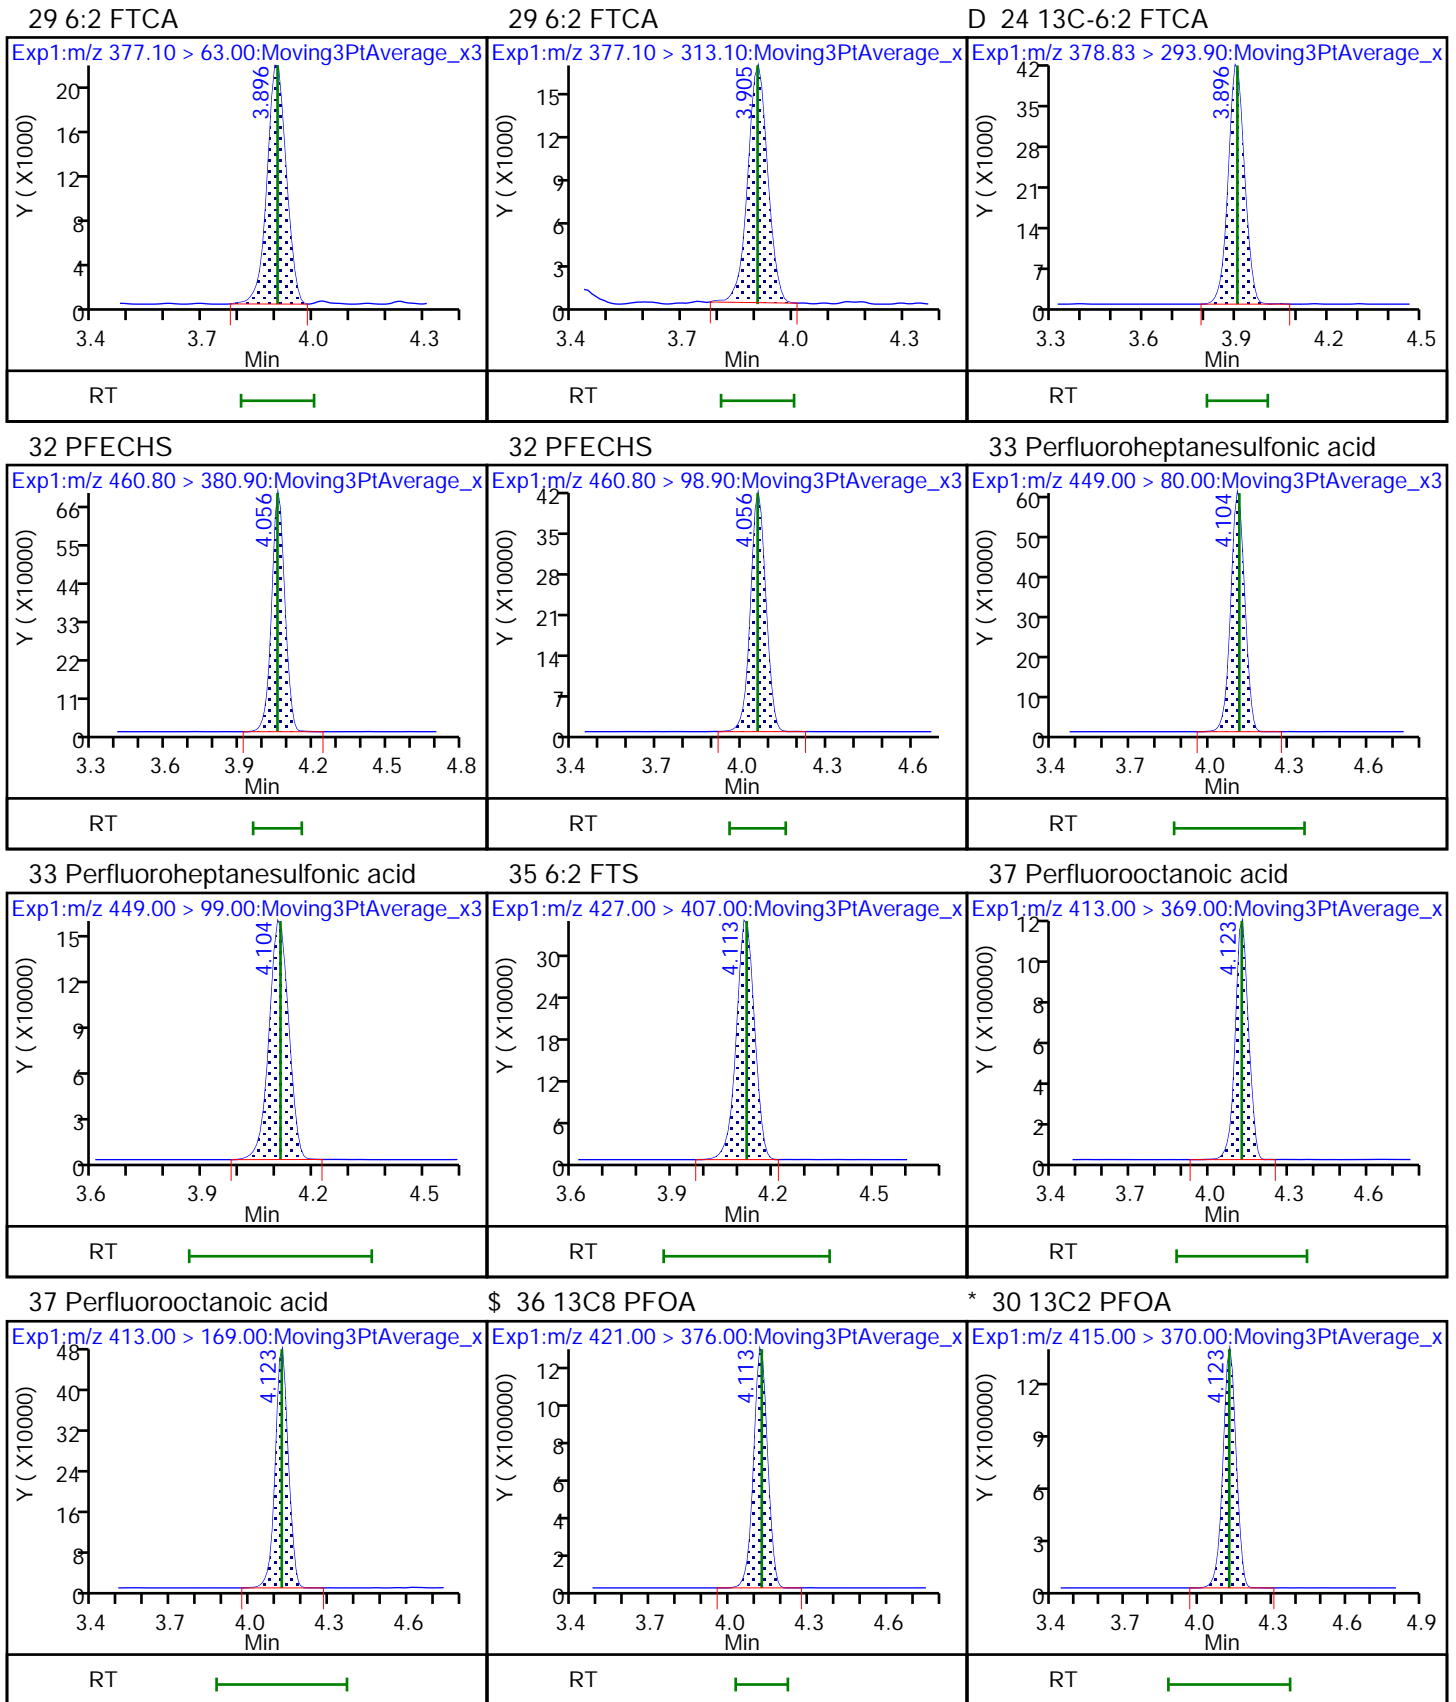 29 6:2 FTCA
Exp1:m/z 377.10 > 63.00:Moving3PtAverage_x3
Y ( X1000)
20
16
12
8
4
0
3.896
3.4 3.7 4.0 4.3
Min
RT
29 6:2 FTCA
Exp1:m/z 377.10 > 313.10:Moving3PtAverage_x
Y ( X1000)
15
12
9
6
3
0
3.905
3.4 3.7 4.0 4.3
Min
RT
D 24 13C-6:2 FTCA
Exp1:m/z 378.83 > 293.90:Moving3PtAverage_x
Y ( X1000)
42
35
28
21
14
7
0
3.896
3.3 3.6 3.9 4.2 4.5
Min
RT
32 PFECHS
Exp1:m/z 460.80 > 380.90:Moving3PtAverage_x
Y ( X10000)
66
55
44
33
22
11
0
4.056
3.3 3.6 3.9 4.2 4.5 4.8
Min
RT
32 PFECHS
Exp1:m/z 460.80 > 98.90:Moving3PtAverage_x3
Y ( X10000)
42
35
28
21
14
7
0
4.056
3.4 3.7 4.0 4.3 4.6
Min
RT
33 Perfluoroheptanesulfonic acid
Exp1:m/z 449.00 > 80.00:Moving3PtAverage_x3
Y ( X10000)
60
50
40
30
20
10
0
4.104
3.4 3.7 4.0 4.3 4.6
Min
RT
33 Perfluoroheptanesulfonic acid
Exp1:m/z 449.00 > 99.00:Moving3PtAverage_x3
Y ( X10000)
15
12
9
6
3
0
4.104
3.6 3.9 4.2 4.5
Min
RT
35 6:2 FTS
Exp1:m/z 427.00 > 407.00:Moving3PtAverage_x
Y ( X10000)
30
24
18
12
6
0
4.113
3.6 3.9 4.2 4.5
Min
RT
37 Perfluorooctanoic acid
Exp1:m/z 413.00 > 369.00:Moving3PtAverage_x
Y ( X100000)
12
10
8
6
4
2
0
4.123
3.4 3.7 4.0 4.3 4.6
Min
RT
37 Perfluorooctanoic acid
Exp1:m/z 413.00 > 169.00:Moving3PtAverage_x
Y ( X10000)
48
40
32
24
16
8
0
4.123
3.4 3.7 4.0 4.3 4.6
Min
RT
$ 36 13C8 PFOA
Exp1:m/z 421.00 > 376.00:Moving3PtAverage_x
Y ( X100000)
12
10
8
6
4
2
0
4.113
3.4 3.7 4.0 4.3 4.6
Min
RT
* 30 13C2 PFOA
Exp1:m/z 415.00 > 370.00:Moving3PtAverage_x
Y ( X100000)
12
9
6
3
0
4.123
3.4 3.7 4.0 4.3 4.6 4.9
Min
RT